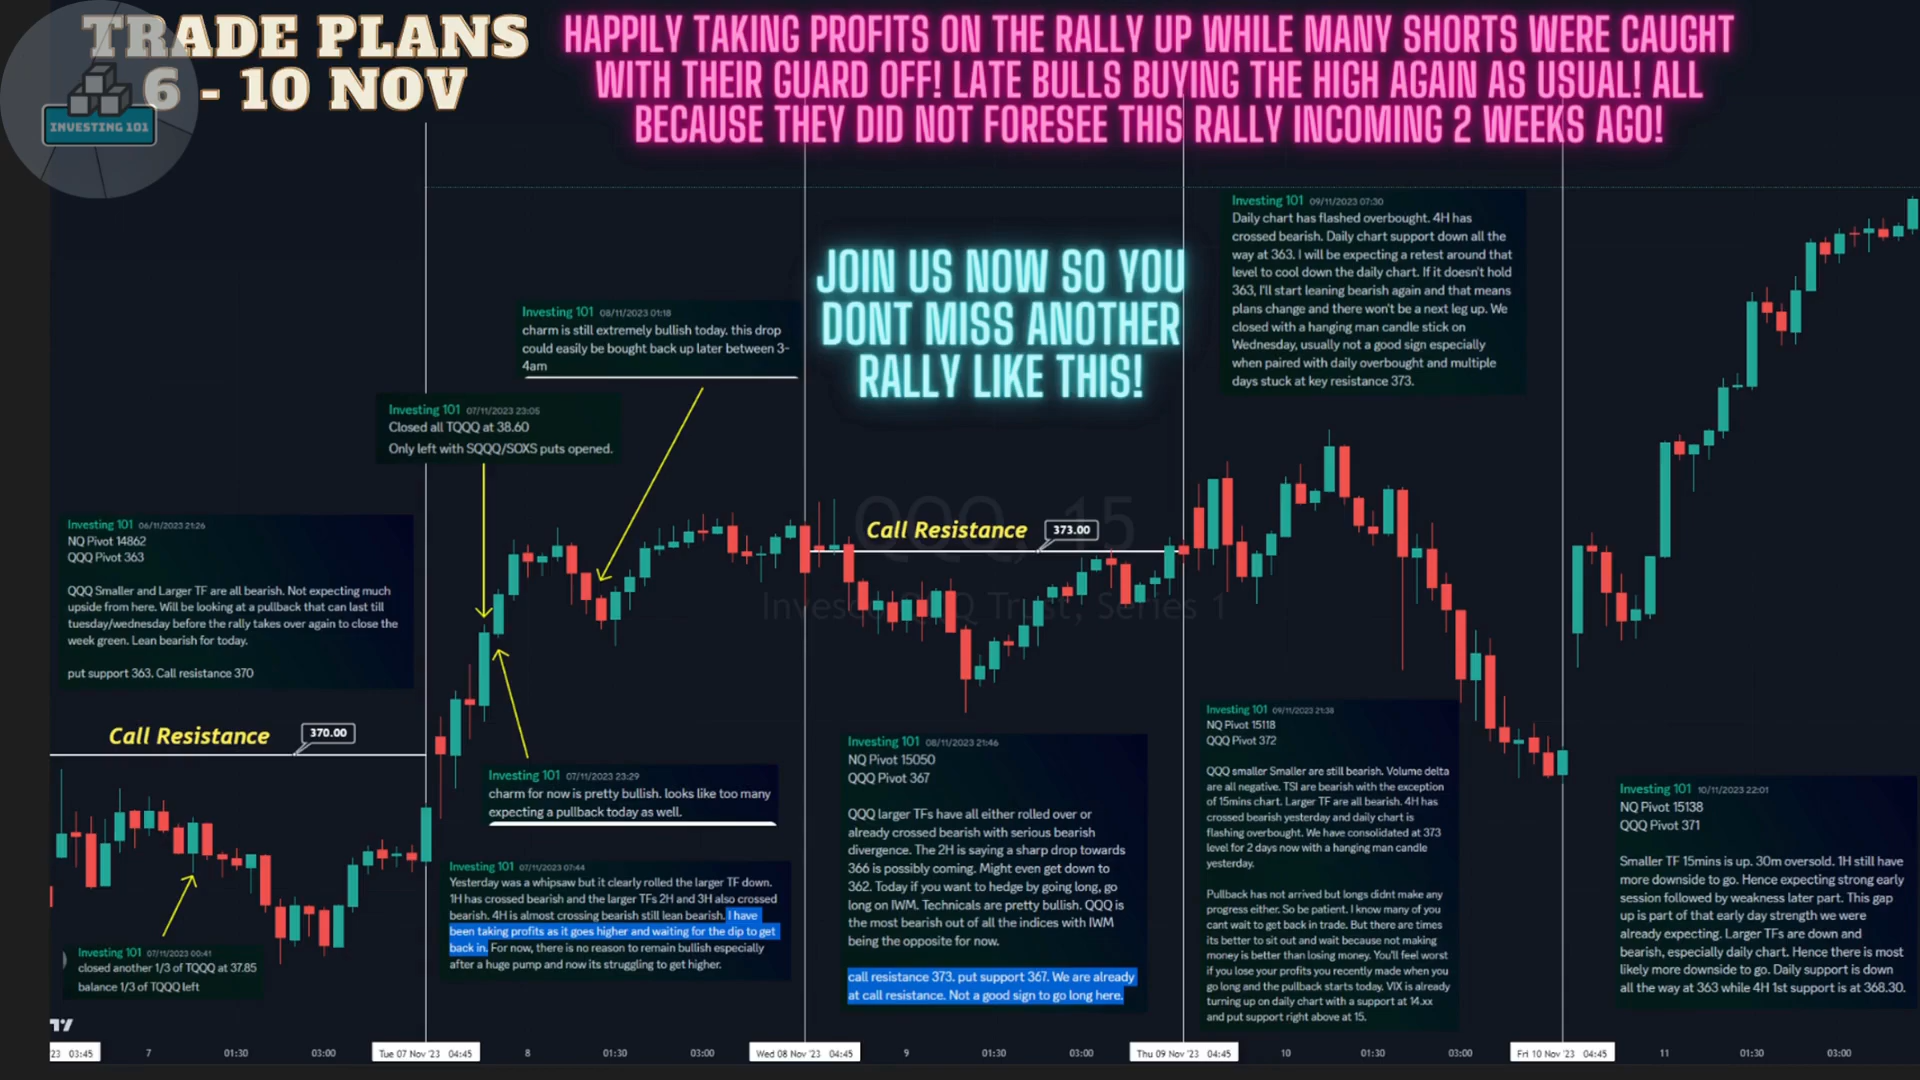 TRADE PLANS
6 - 10 NOV
INVESTING 101
HAPPILY TAKING PROFITS ON THE RALLY UP WHILE MANY SHORTS WERE CAUGHT
WITH THEIR GUARD OFF! LATE BULLS BUYING THE HIGH AGAIN AS USUAL! ALL
BECAUSE THEY DID NOT FORESEE THIS RALLY INCOMING 2 WEEKS AGO!
JOIN US NOW SO YOU
DONT MISS ANOTHER
RALLY LIKE THIS!
Investing 101 06/11/2023 21:26
NQ Pivot 14862
QQQ Pivot 363
QQQ Smaller and Larger TF are all bearish. Not expecting much
upside from here. Will be looking at a pullback that can last till
tuesday/wednesday before the rally takes over again to close the
week green. Lean bearish for today.
put support 363. Call resistance 370
Call Resistance 370.00
Investing 101 07/11/2023 00:41
closed another 1/3 of TQQQ at 37.85
balance 1/3 of TQQQ left
Investing 101 08/11/2023 01:18
charm is still extremely bullish today. this drop
could easily be bought back up later between 3-
4am
Investing 101 07/11/2023 23:05
Closed all TQQQ at 38.60
Only left with SQQQ/SOXS puts opened.
Investing 101 07/11/2023 23:29
charm for now is pretty bullish. looks like too many
expecting a pullback today as well.
Investing 101 07/11/2023 07:44
Yesterday was a whipsaw but it clearly rolled the larger TF down.
1H has crossed bearish and the larger TFs 2H and 3H also crossed
bearish. 4H is almost crossing bearish still lean bearish. I have
been taking profits as it goes higher and waiting for the dip to get
back in. For now, there is no reason to remain bullish especially
after a huge pump and now its struggling to get higher.
QQQ, 15
Invesco QQQ Trust, Series 1
Call Resistance 373.00
Investing 101 08/11/2023 21:46
NQ Pivot 15050
QQQ Pivot 367
QQQ larger TFs have all either rolled over or
already crossed bearish with serious bearish
divergence. The 2H is saying a sharp drop towards
366 is possibly coming. Might even get down to
362. Today if you want to hedge by going long, go
long on IWM. Technicals are pretty bullish. QQQ is
the most bearish out of all the indices with IWM
being the opposite for now.
call resistance 373. put support 367. We are already
at call resistance. Not a good sign to go long here.
Investing 101 09/11/2023 07:30
Daily chart has flashed overbought. 4H has
crossed bearish. Daily chart support down all the
way at 363. I will be expecting a retest around that
level to cool down the daily chart. If it doesn't hold
363, I'll start leaning bearish again and that means
plans change and there won't be a next leg up. We
closed with a hanging man candle stick on
Wednesday, usually not a good sign especially
when paired with daily overbought and multiple
days stuck at key resistance 373.
Investing 101 09/11/2023 21:38
NQ Pivot 15118
QQQ Pivot 372
QQQ smaller Smaller are still bearish. Volume delta
are all negative. TSI are bearish with the exception
of 15mins chart. Larger TF are all bearish. 4H has
crossed bearish yesterday and daily chart is
flashing overbought. We have consolidated at 373
level for 2 days now with a hanging man candle
yesterday.
Pullback has not arrived but longs didnt make any
progress either. So be patient. I know many of you
cant wait to get back in trade. But there are times
its better to sit out and wait because not making
money is better than losing money. You'll feel worst
if you lose your profits you recently made when you
go long and the pullback starts today. VIX is already
turning up on daily chart with a support at 14.xx
and put support right above at 15.
Investing 101 10/11/2023 22:01
NQ Pivot 15138
QQQ Pivot 371
Smaller TF 15mins is up. 30m oversold. 1H still have
more downside to go. Hence expecting strong early
session followed by weakness later part. This gap
up is part of that early day strength we were
already expecting. Larger TFs are down and
bearish, especially daily chart. Hence there is most
likely more downside to go. Daily support is down
all the way at 363 while 4H 1st support is at 368.30.
23 03:45 7 01:30 03:00 Tue 07 Nov '23 04:45 8 01:30 03:00 Wed 08 Nov '23 04:45 9 01:30 03:00 Thu 09 Nov '23 04:45 10 01:30 03:00 Fri 10 Nov '23 04:45 11 01:30 03:00